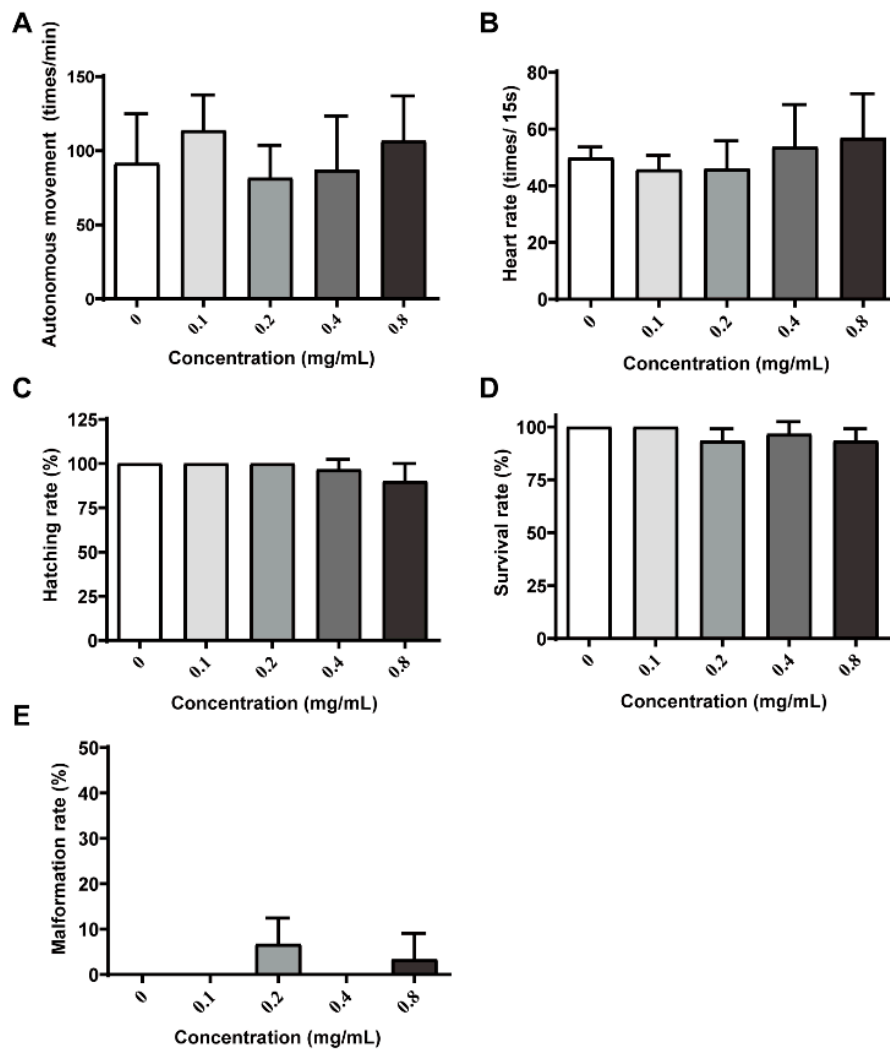 A
Autonomous movement (times/min)
150
100
50
0
0 0.1 0.2 0.4 0.8
Concentration (mg/mL)
B
Heart rate (times/ 15s)
80
60
40
20
0
0 0.1 0.2 0.4 0.8
Concentration (mg/mL)
C
Hatching rate (%)
125
100
75
50
25
0
0 0.1 0.2 0.4 0.8
Concentration (mg/mL)
D
Survival rate (%)
100
75
50
25
0
0 0.1 0.2 0.4 0.8
Concentration (mg/mL)
E
Malformation rate (%)
50
40
30
20
10
0
0 0.1 0.2 0.4 0.8
Concentration (mg/mL)